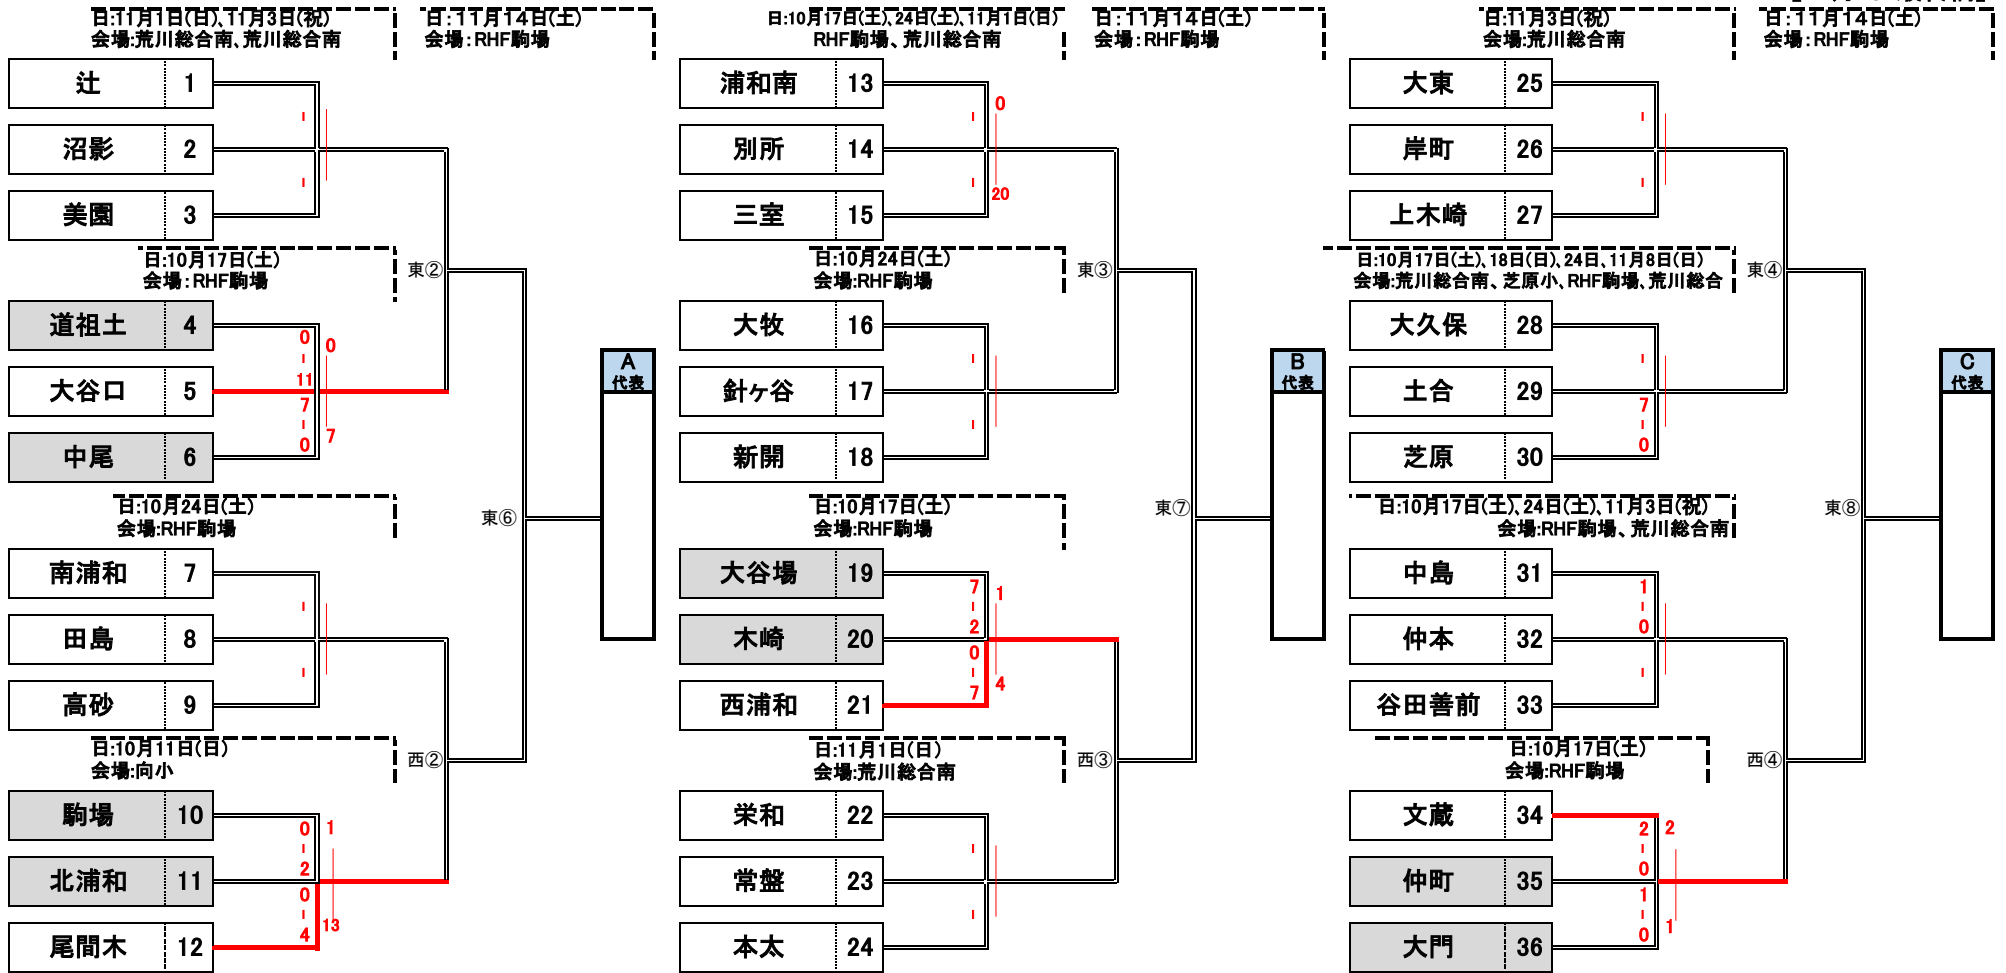 日:11月1日(日)、11月3日(祝)
会場:荒川総合南、荒川総合南
日:11月14日(土)
会場:RHF駒場
辻 1
沼影 2
美園 3
日:10月17日(土)
会場:RHF駒場
東②
道祖土 4
大谷口 5
中尾 6
0
11
7
0
0
7
日:10月24日(土)
会場:RHF駒場
東⑥
南浦和 7
田島 8
高砂 9
日:10月11日(日)
会場:向小
西②
駒場 10
北浦和 11
尾間木 12
0
2
0
4
1
13
A
代表
日:10月17日(土)、24日(土)、11月1日(日)
RHF駒場、荒川総合南
日:11月14日(土)
会場:RHF駒場
浦和南 13
別所 14
三室 15
0
20
日:10月24日(土)
会場:RHF駒場
東③
大牧 16
針ヶ谷 17
新開 18
日:10月17日(土)
会場:RHF駒場
東⑦
大谷場 19
木崎 20
西浦和 21
7
2
0
7
1
4
日:11月1日(日)
会場:荒川総合南
西③
栄和 22
常盤 23
本太 24
B
代表
日:11月3日(祝)
会場:荒川総合南
日:11月14日(土)
会場:RHF駒場
大東 25
岸町 26
上木崎 27
日:10月17日(土)、18日(日)、24日、11月8日(日)
会場:荒川総合南、芝原小、RHF駒場、荒川総合
東④
大久保 28
土合 29
芝原 30
7
0
日:10月17日(土)、24日(土)、11月3日(祝)
会場:RHF駒場、荒川総合南
東⑧
中島 31
仲本 32
谷田善前 33
1
0
日:10月17日(土)
会場:RHF駒場
西④
文蔵 34
仲町 35
大門 36
2
0
1
0
2
1
C
代表